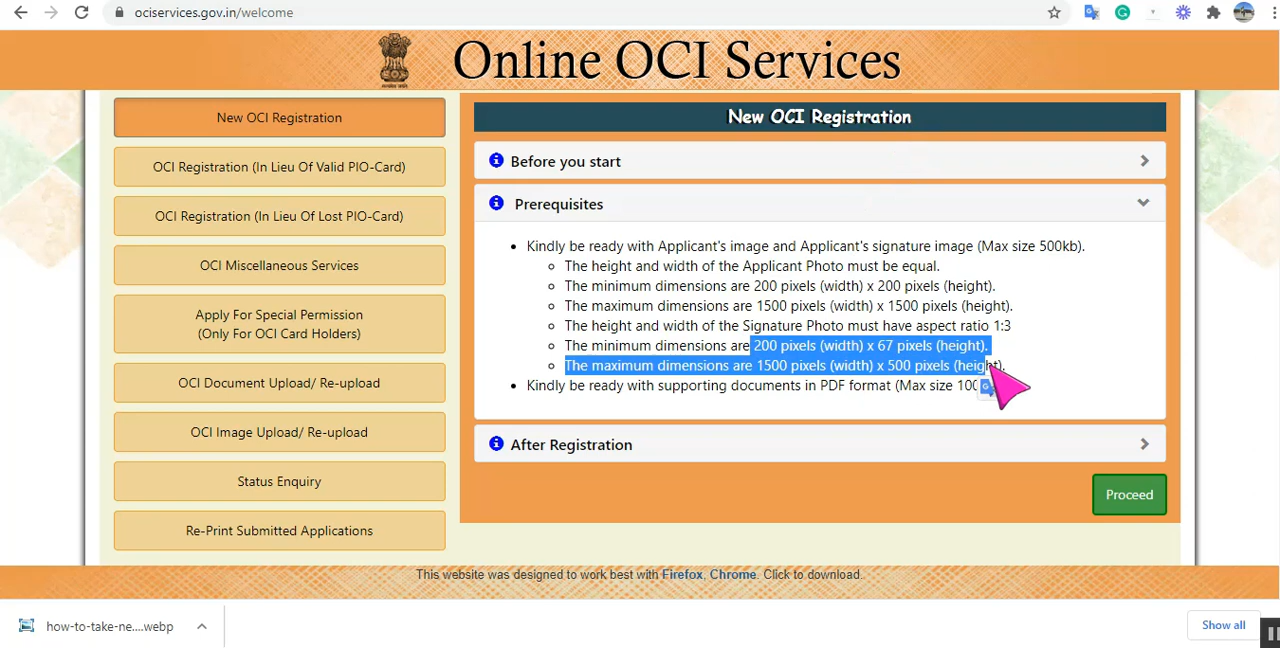 ociservices.gov.in/welcome
Online OCI Services
New OCI Registration
OCI Registration (In Lieu Of Valid PIO-Card)
OCI Registration (In Lieu Of Lost PIO-Card)
OCI Miscellaneous Services
Apply For Special Permission
(Only For OCI Card Holders)
OCI Document Upload/ Re-upload
OCI Image Upload/ Re-upload
Status Enquiry
Re-Print Submitted Applications
New OCI Registration
Before you start
Prerequisites
Kindly be ready with Applicant's image and Applicant's signature image (Max size 500kb).
The height and width of the Applicant Photo must be equal.
The minimum dimensions are 200 pixels (width) x 200 pixels (height).
The maximum dimensions are 1500 pixels (width) x 1500 pixels (height).
The height and width of the Signature Photo must have aspect ratio 1:3
The minimum dimensions are 200 pixels (width) x 67 pixels (height).
The maximum dimensions are 1500 pixels (width) x 500 pixels (height).
Kindly be ready with supporting documents in PDF format (Max size
After Registration
Proceed
This website was designed to work best with Firefox, Chrome. Click to download.
how-to-take-ne....webp
Show all